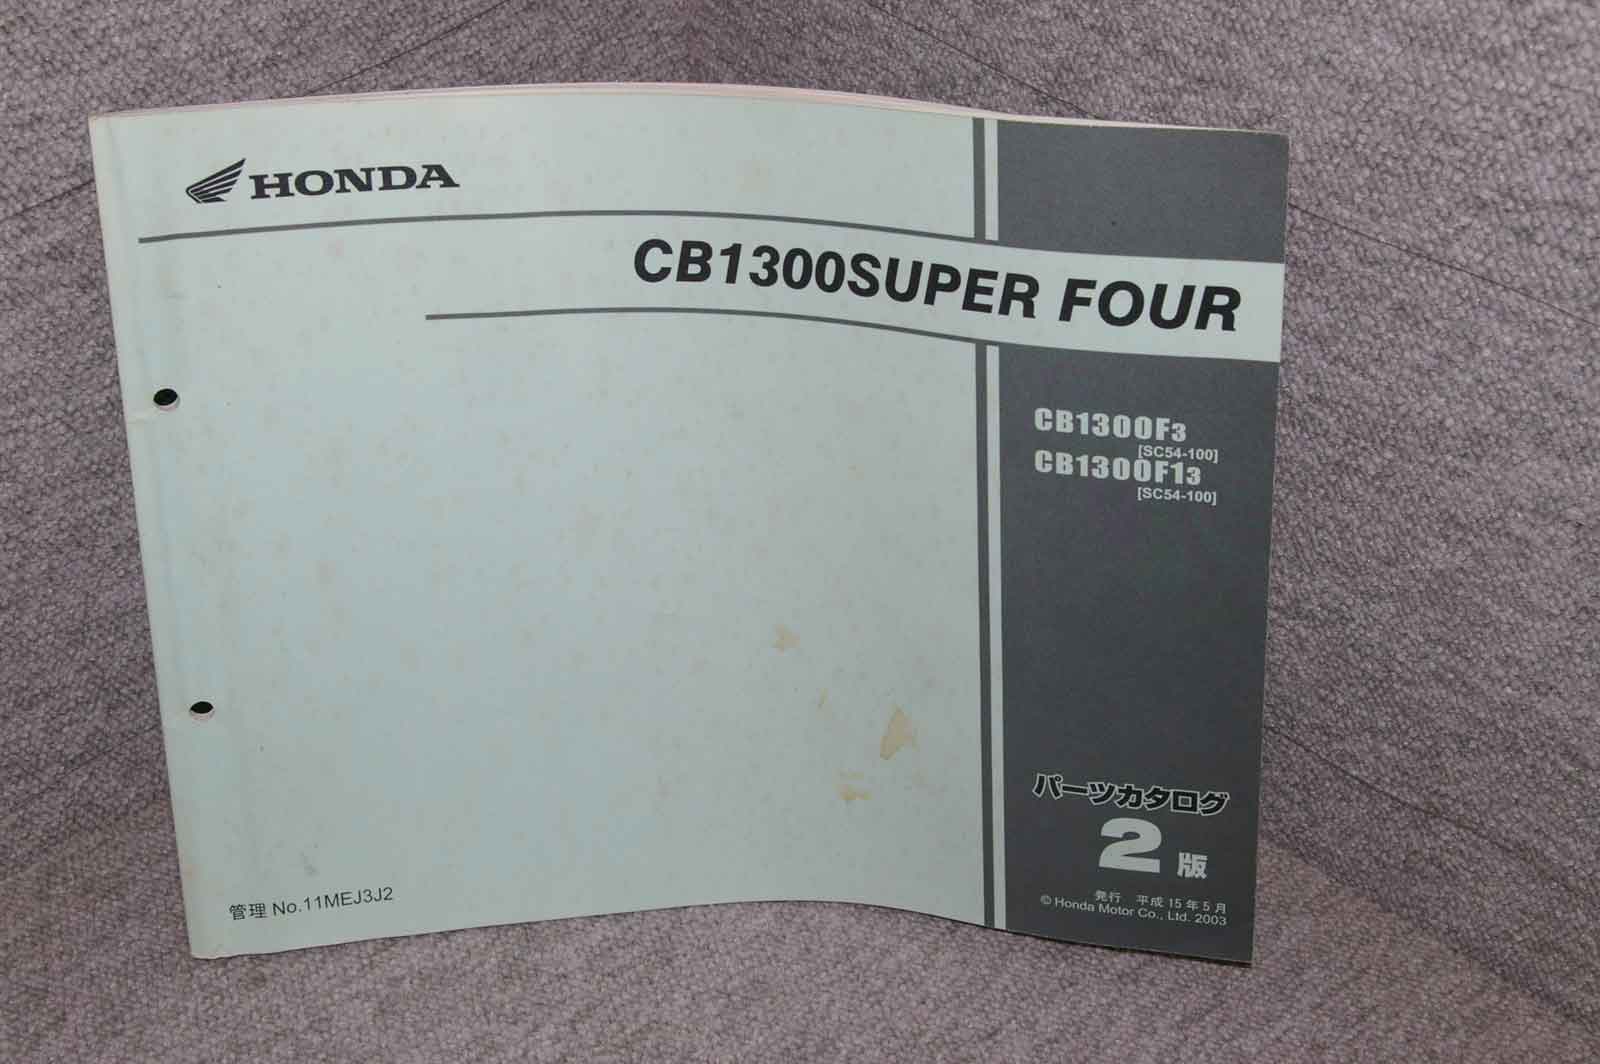 HONDA
CB1300SUPER FOUR
CB1300F3
[SC54-100]
CB1300F13
[SC54-100]
パーツカタログ
2版
発行 平成15年5月
© Honda Motor Co., Ltd. 2003
管理 No.11MEJ3J2